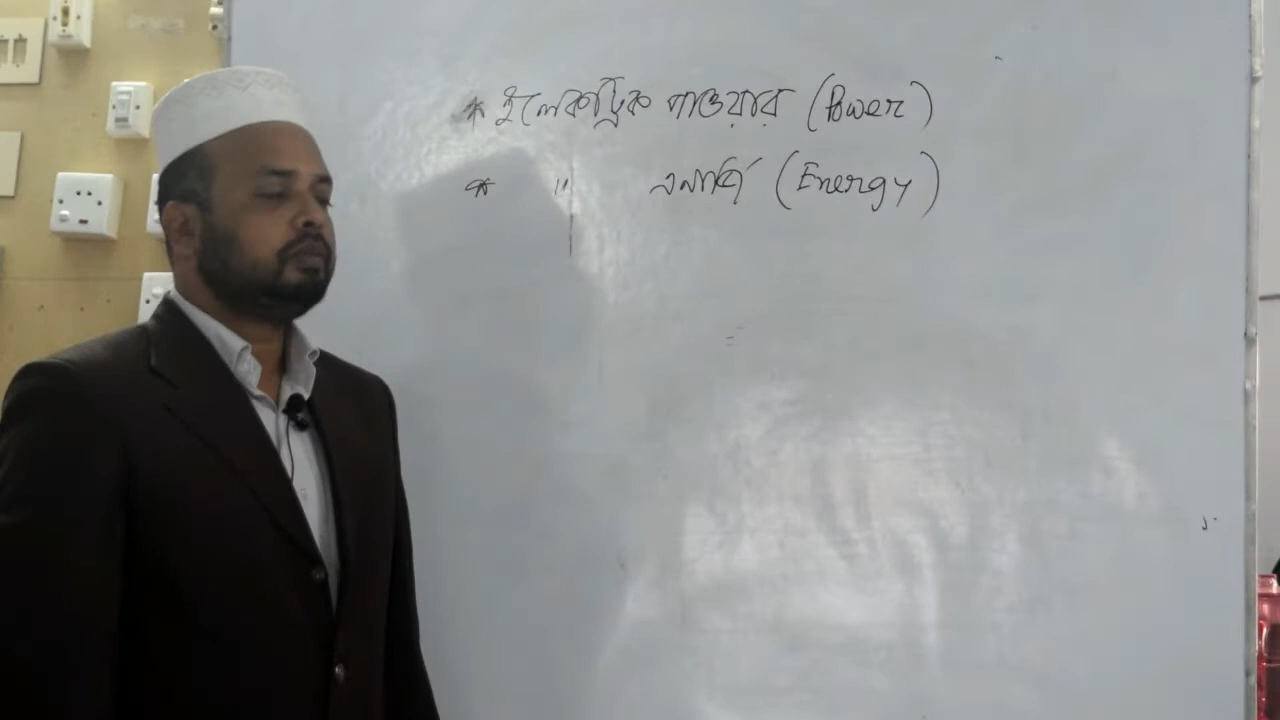 * ইলেকট্রিক পাওয়ার (Power)
* " এনার্জি (Energy)